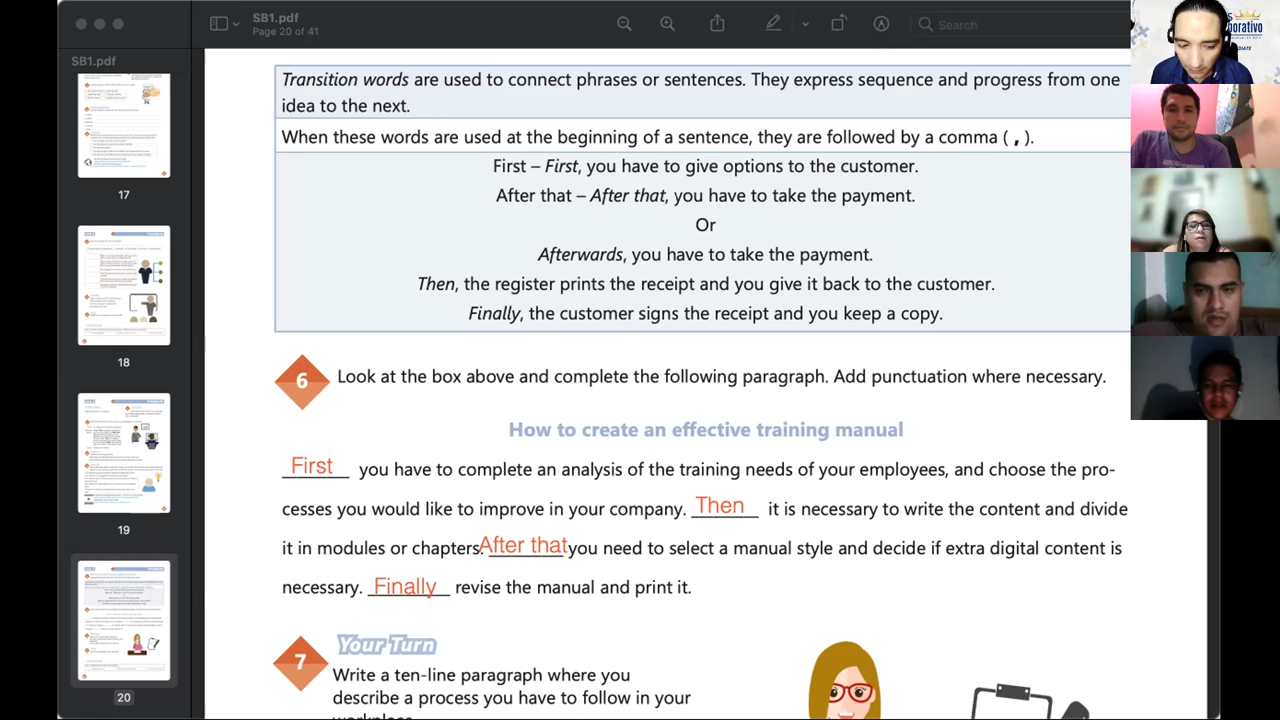 SB1.pdf
Page 20 of 41
Search
SB1.pdf
17
18
19
20
Transition words are used to connect ideas or sentences. These words ensure we can progress from one
idea to the next.
When these words are used at the beginning of a sentence, they are separated by a comma ( , ).
First – First, you have to give options to the customer.
After that – After that, you have to take the payment.
Or
Afterwards, you have to take the payment.
Then, the register prints the receipt and you give it back to the customer.
Finally, the customer signs the receipt and you keep a copy.
6 Look at the box above and complete the following paragraph. Add punctuation where necessary.
How to create an effective training manual
First you have to complete an analysis of the training needs of your employees, and choose the pro-
cesses you would like to improve in your company. Then it is necessary to write the content and divide
it in modules or chapters. After that you need to select a manual style and decide if extra digital content is
necessary. Finally save the manual and print it.
7 Your Turn
Write a ten-line paragraph where you
describe a process you have to follow in your
workplace.